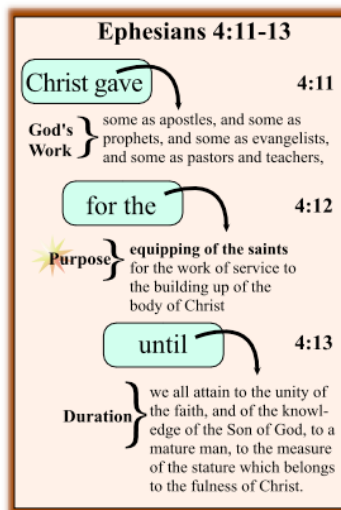 Ephesians 4:11-13
Christ gave
4:11
God's
Work
some as apostles, and some as
prophets, and some as evangelists,
and some as pastors and teachers,
for the
4:12
Purpose
equipping of the saints
for the work of service to
the building up of the
body of Christ
until
4:13
Duration
we all attain to the unity of
the faith, and of the knowl-
edge of the Son of God, to a
mature man, to the measure
of the stature which belongs
to the fulness of Christ.